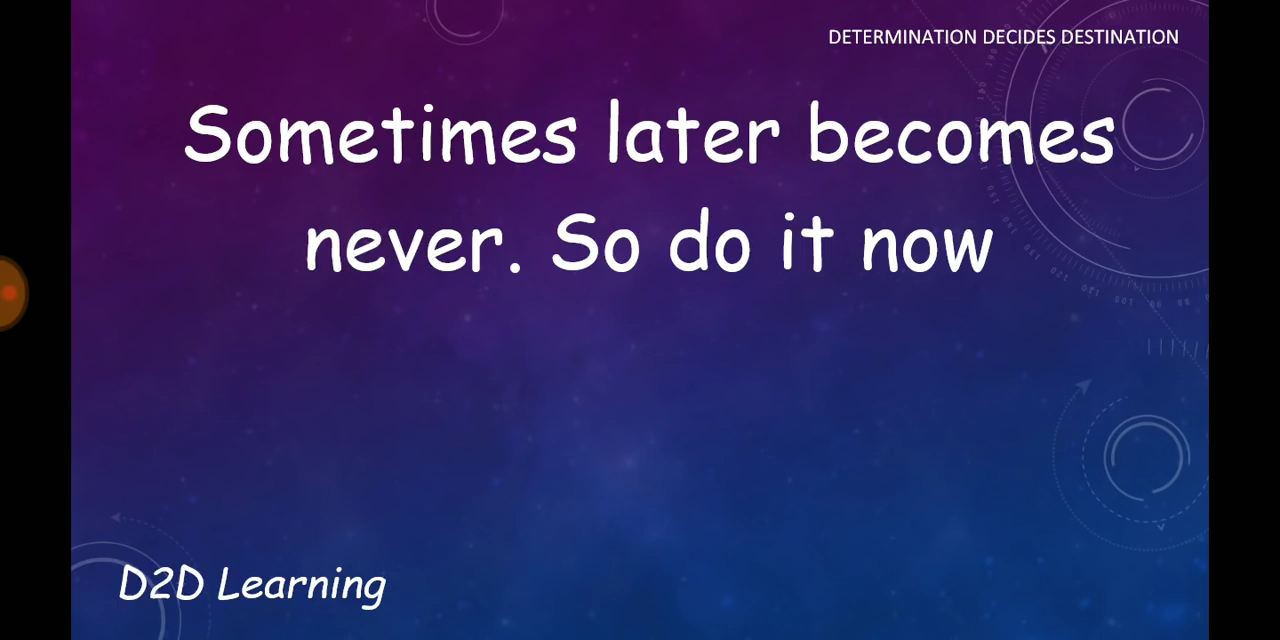 DETERMINATION DECIDES DESTINATION
Sometimes later becomes
never. So do it now
D2D Learning